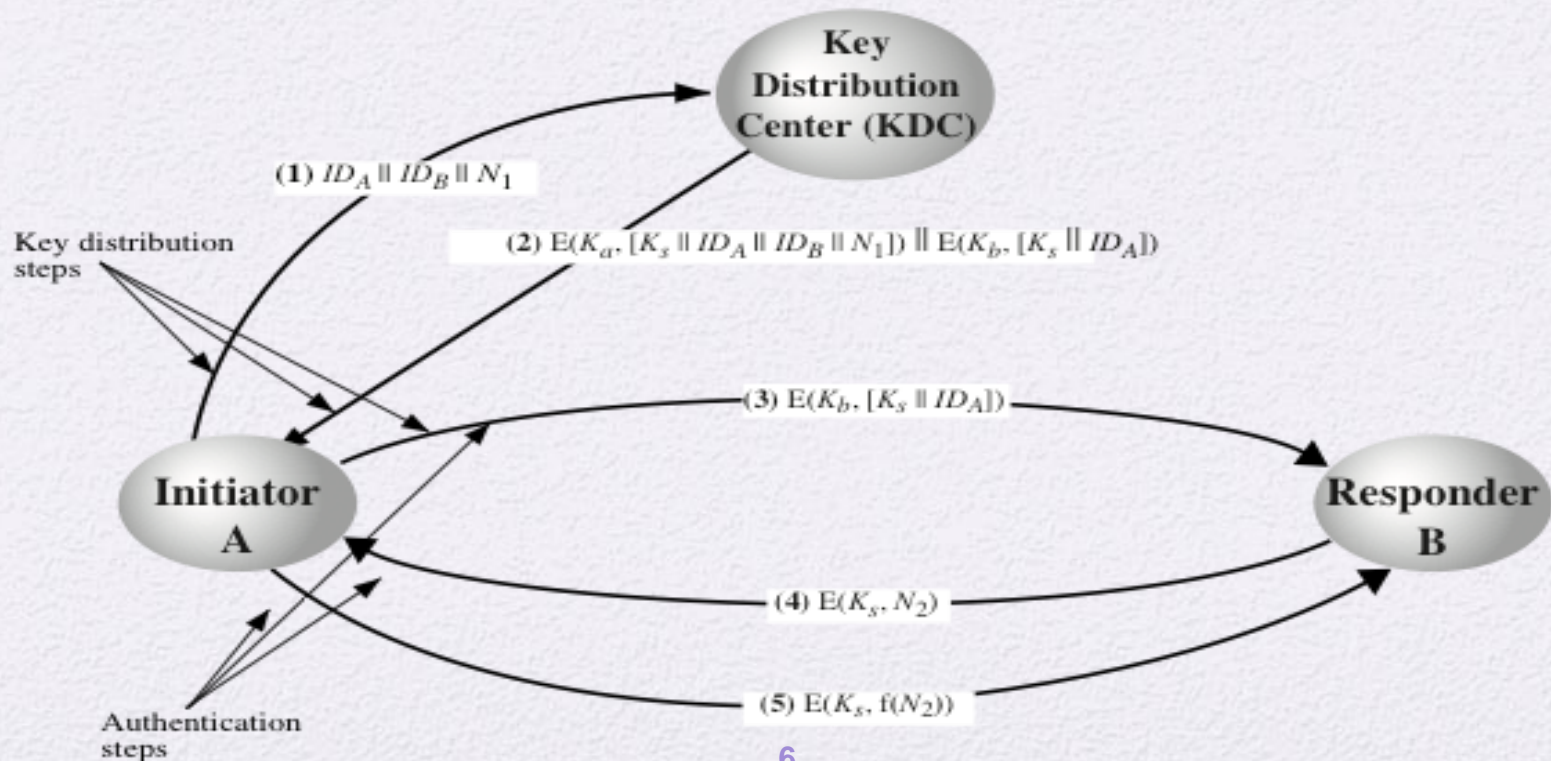 Key
Distribution
Center (KDC)
(1) ID_A || ID_B || N_1
Key distribution
steps
(2) E(K_a, [K_s || ID_A || ID_B || N_1]) || E(K_b, [K_s || ID_A])
(3) E(K_b, [K_s || ID_A])
Initiator
A
Responder
B
(4) E(K_s, N_2)
(5) E(K_s, f(N_2))
Authentication
steps
6